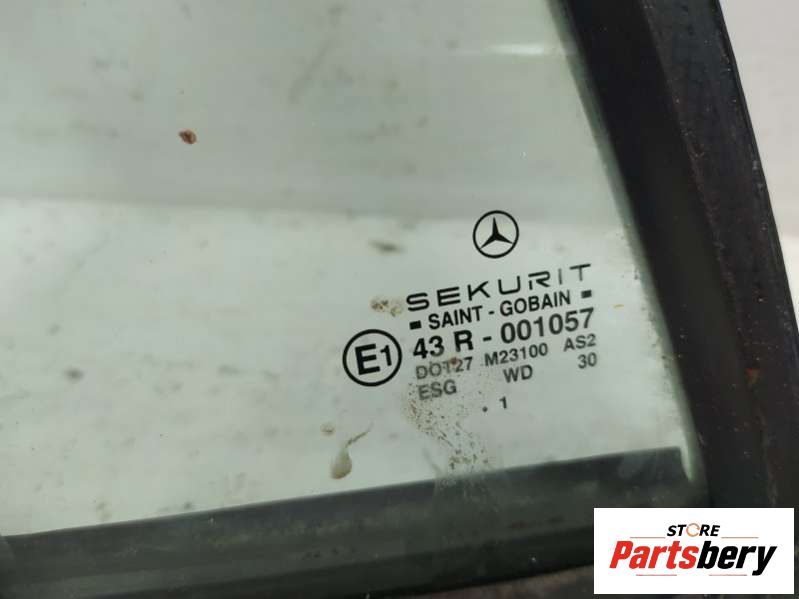 SEKURIT
SAINT - GOBAIN
E1 43 R - 001057
DOT27 M23100 AS2
ESG WD 30
. 1
STORE
Partsbery